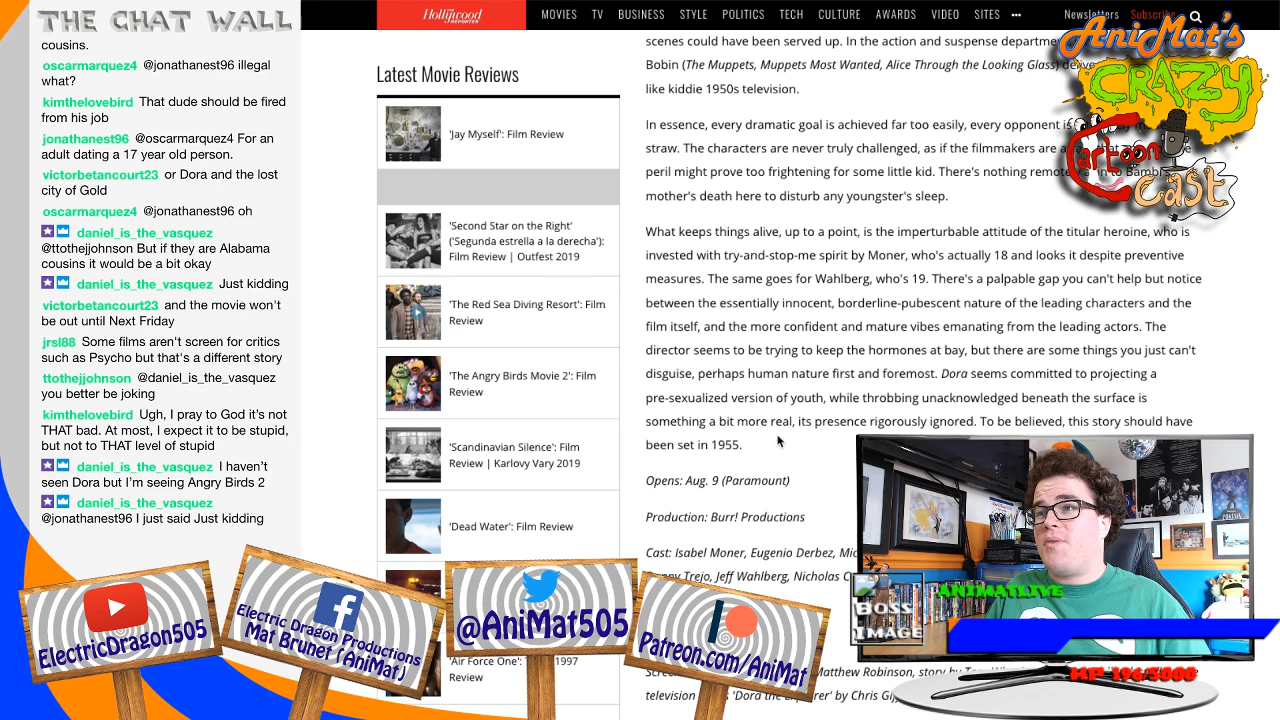 THE CHAT WALL
cousins.
oscarmarquez4 @jonathanest96 illegal
what?
kimthelovebird That dude should be fired
from his job
jonathanest96 @oscarmarquez4 For an
adult dating a 17 year old person.
victorbetancourt23 or Dora and the lost
city of Gold
oscarmarquez4 @jonathanest96 oh
daniel_is_the_vasquez
@ttothejjohnson But if they are Alabama
cousins it would be a bit okay
daniel_is_the_vasquez Just kidding
victorbetancourt23 and the movie won't
be out until Next Friday
jrsl88 Some films aren't screen for critics
such as Psycho but that's a different story
ttothejjohnson @daniel_is_the_vasquez
you better be joking
kimthelovebird Ugh, I pray to God it's not
THAT bad. At most, I expect it to be stupid,
but not to THAT level of stupid
daniel_is_the_vasquez I haven't
seen Dora but I'm seeing Angry Birds 2
daniel_is_the_vasquez
@jonathanest96 I just said Just kidding
Hollywood
REPORTER
MOVIES TV BUSINESS STYLE POLITICS TECH CULTURE AWARDS VIDEO SITES •••
Newsletters Subscribe
Latest Movie Reviews
'Jay Myself': Film Review
'Second Star on the Right'
('Segunda estrella a la derecha'):
Film Review | Outfest 2019
'The Red Sea Diving Resort': Film
Review
'The Angry Birds Movie 2': Film
Review
'Scandinavian Silence': Film
Review | Karlovy Vary 2019
'Dead Water': Film Review
'Air Force One': 1997
Review
scenes could have been served up. In the action and suspense
Bobin (The Muppets, Muppets Most Wanted, Alice Through the Looking Glass)
like kiddie 1950s television.
In essence, every dramatic goal is achieved far too easily, every opponent is
straw. The characters are never truly challenged, as if the filmmakers are
peril might prove too frightening for some little kid. There's nothing in to Bambi's
mother's death here to disturb any youngster's sleep.
What keeps things alive, up to a point, is the imperturbable attitude of the titular heroine, who is
invested with try-and-stop-me spirit by Moner, who's actually 18 and looks it despite preventive
measures. The same goes for Wahlberg, who's 19. There's a palpable gap you can't help but notice
between the essentially innocent, borderline-pubescent nature of the leading characters and the
film itself, and the more confident and mature vibes emanating from the leading actors. The
director seems to be trying to keep the hormones at bay, but there are some things you just can't
disguise, perhaps human nature first and foremost. Dora seems committed to projecting a
pre-sexualized version of youth, while throbbing unacknowledged beneath the surface is
something a bit more real, its presence rigorously ignored. To be believed, this story should have
been set in 1955.
Opens: Aug. 9 (Paramount)
Production: Burr! Productions
Cast: Isabel Moner, Eugenio Derbez,
Trejo, Jeff Wahlberg, Nicholas
Matthew Robinson, story by
television 'Dora the Explorer' by Chris
AniMat's
CRAZY
Cartoon
Cast
BOSS
IMAGE
ANIMATLIVE
HP 196/5000
ElectricDragon505
Electric Dragon Productions
Mat Brunet (AniMat)
@AniMat505
Patreon.com/AniMat